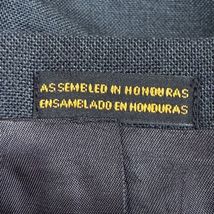 ASSEMBLED IN HONDURAS
ENSAMBLADO EN HONDURAS